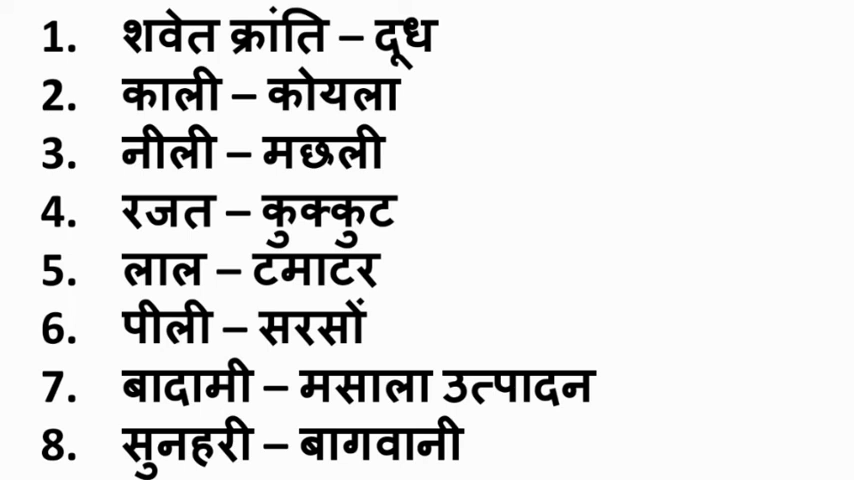 1. शवेत क्रांति – दूध
2. काली – कोयला
3. नीली – मछली
4. रजत – कुक्कुट
5. लाल – टमाटर
6. पीली – सरसों
7. बादामी – मसाला उत्पादन
8. सुनहरी – बागवानी